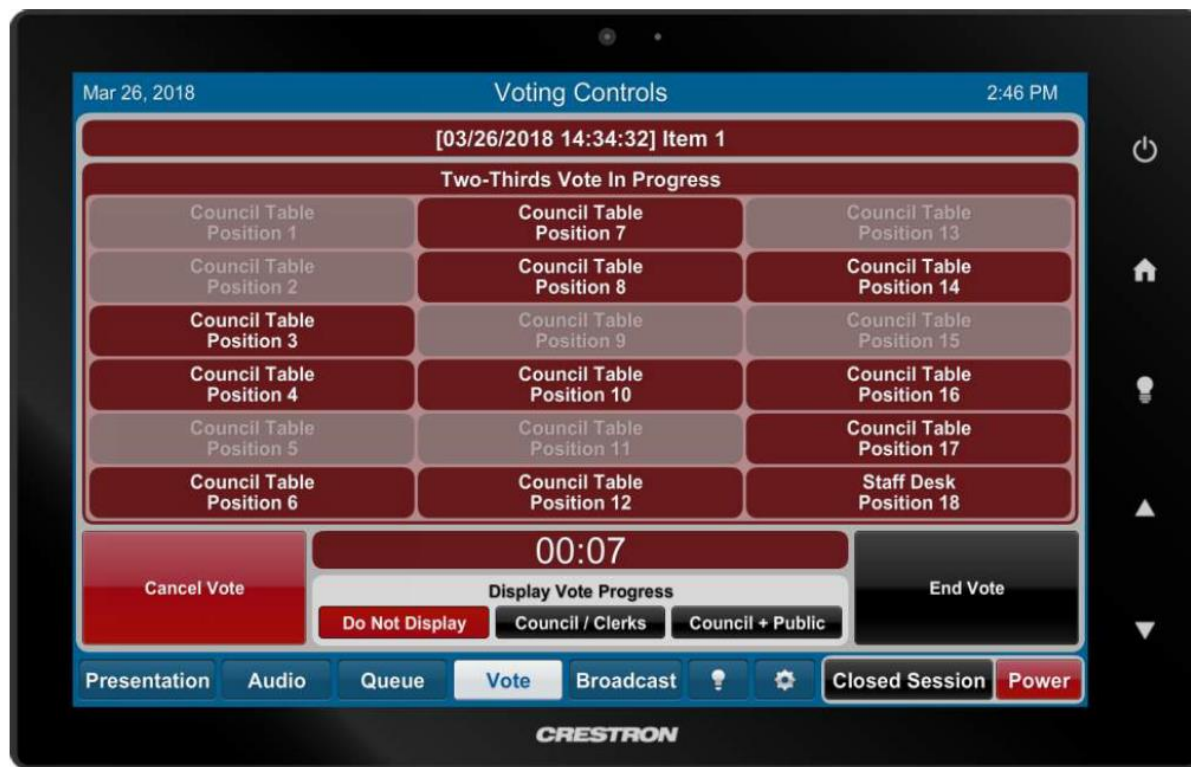 Mar 26, 2018
Voting Controls
2:46 PM
[03/26/2018 14:34:32] Item 1
Two-Thirds Vote In Progress
Council Table
Position 1
Council Table
Position 7
Council Table
Position 13
Council Table
Position 2
Council Table
Position 8
Council Table
Position 14
Council Table
Position 3
Council Table
Position 9
Council Table
Position 15
Council Table
Position 4
Council Table
Position 10
Council Table
Position 16
Council Table
Position 5
Council Table
Position 11
Council Table
Position 17
Council Table
Position 6
Council Table
Position 12
Staff Desk
Position 18
Cancel Vote
00:07
Display Vote Progress
Do Not Display
Council / Clerks
Council + Public
End Vote
Presentation
Audio
Queue
Vote
Broadcast
Closed Session
Power
CRESTRON